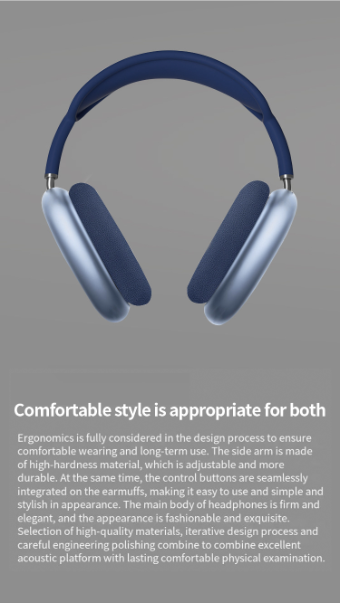 Comfortable style is appropriate for both
Ergonomics is fully considered in the design process to ensure
comfortable wearing and long-term use. The side arm is made
of high-hardness material, which is adjustable and more
durable. At the same time, the control buttons are seamlessly
integrated on the earmuffs, making it easy to use and simple and
stylish in appearance. The main body of headphones is firm and
elegant, and the appearance is fashionable and exquisite.
Selection of high-quality materials, iterative design process and
careful engineering polishing combine to combine excellent
acoustic platform with lasting comfortable physical examination.